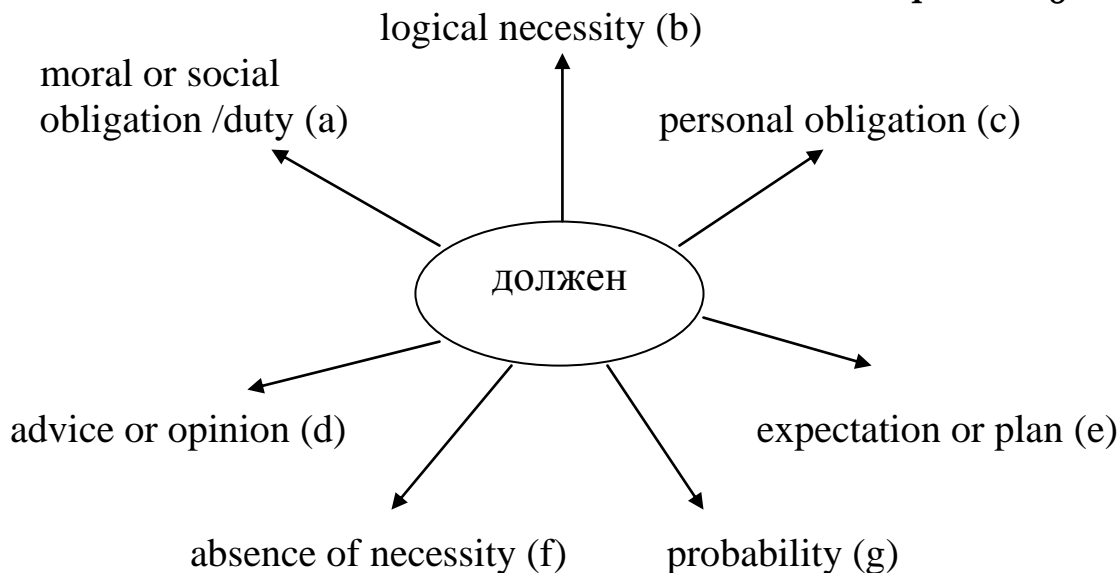 logical necessity (b)
moral or social
obligation /duty (a)
personal obligation (c)
должен
advice or opinion (d)
expectation or plan (e)
absence of necessity (f)
probability (g)